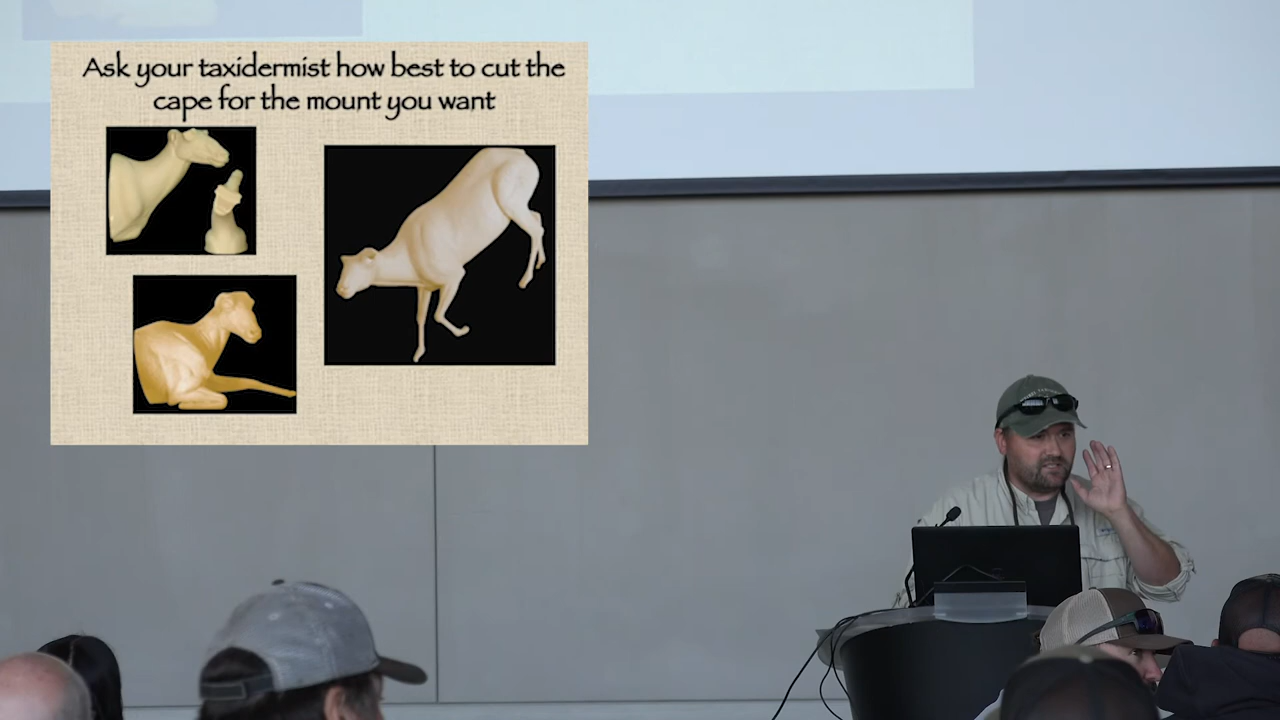 Ask your taxidermist how best to cut the
cape for the mount you want